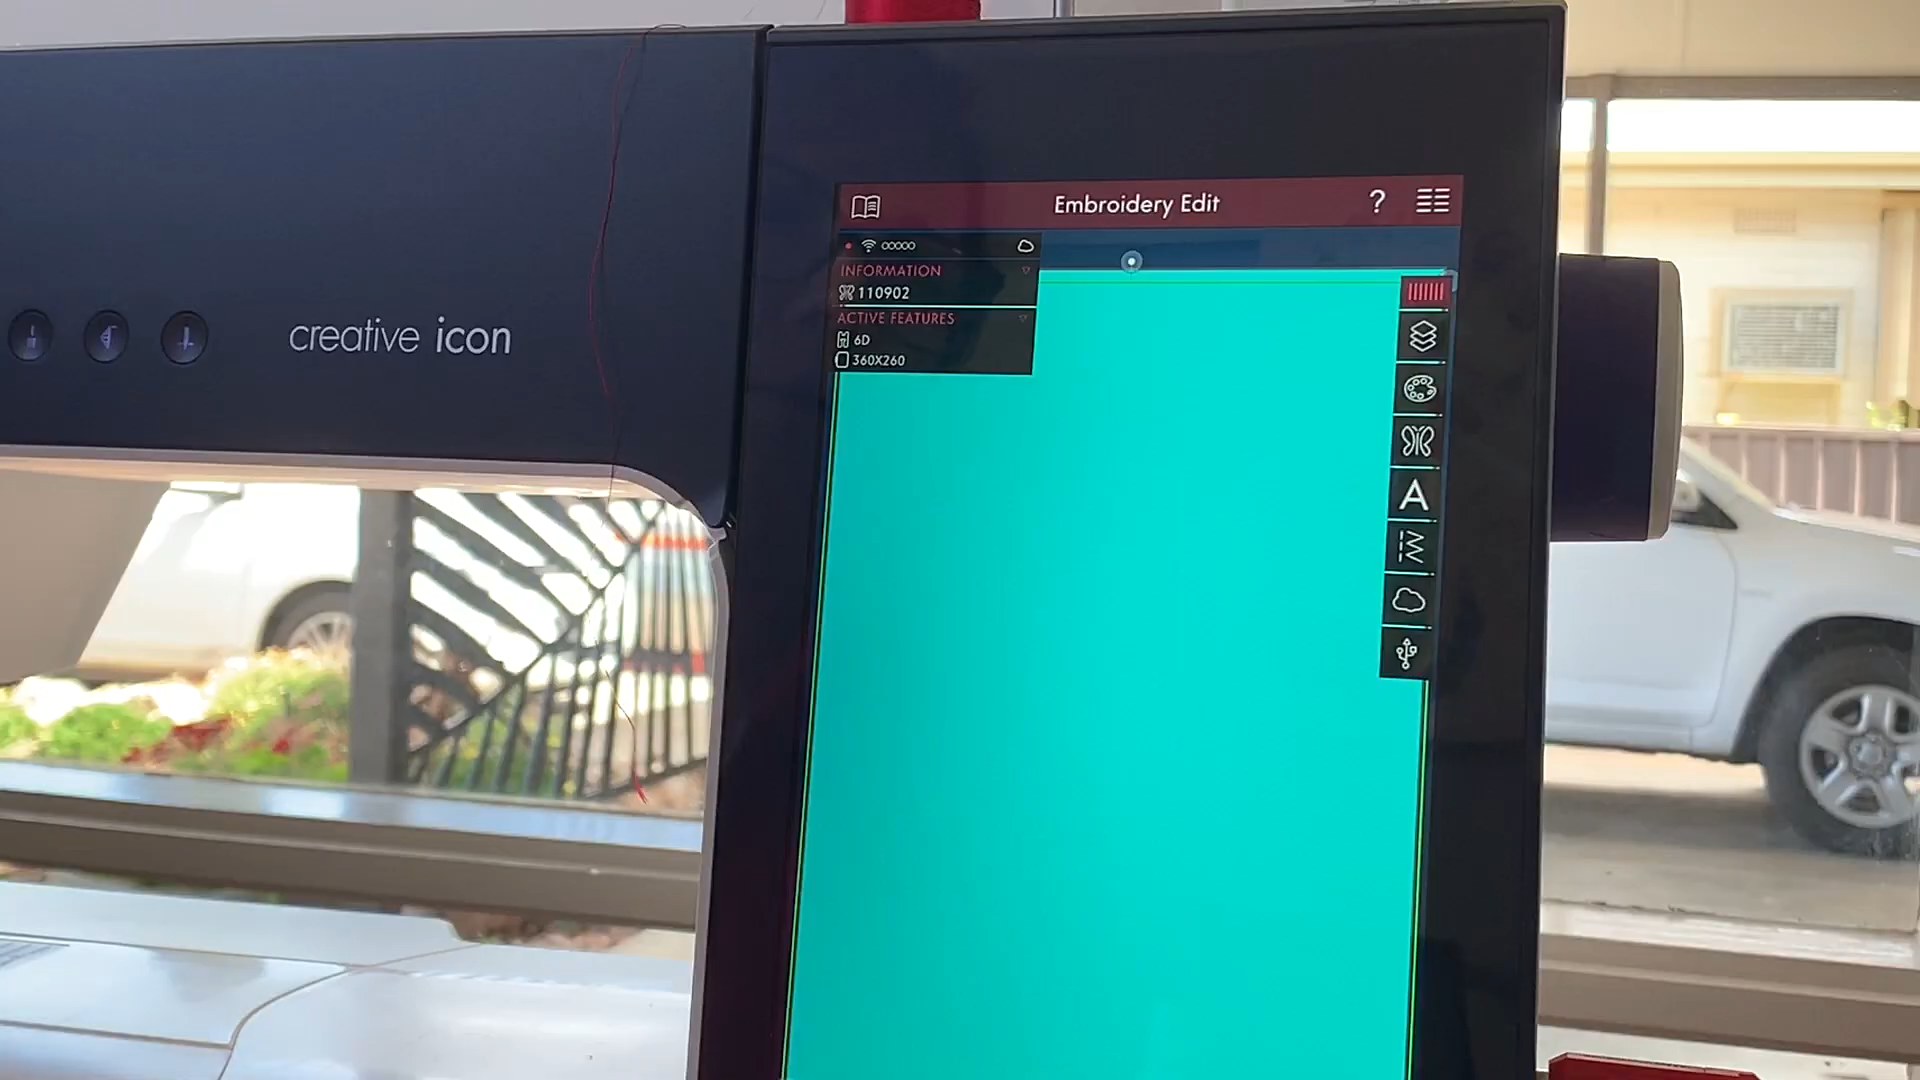 creative icon
Embroidery Edit ?
INFORMATION
110902
ACTIVE FEATURES
6D
360X260
A